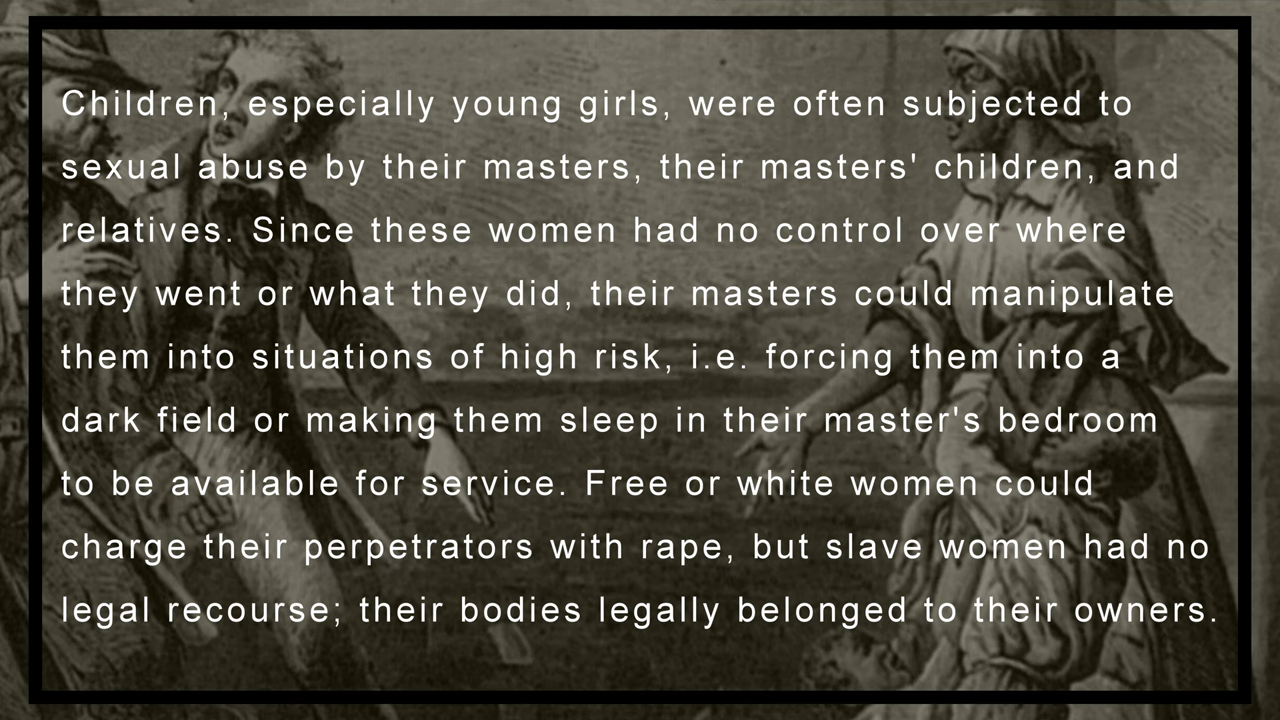 Children, especially young girls, were often subjected to
sexual abuse by their masters, their masters' children, and
relatives. Since these women had no control over where
they went or what they did, their masters could manipulate
them into situations of high risk, i.e. forcing them into a
dark field or making them sleep in their master's bedroom
to be available for service. Free or white women could
charge their perpetrators with rape, but slave women had no
legal recourse; their bodies legally belonged to their owners.